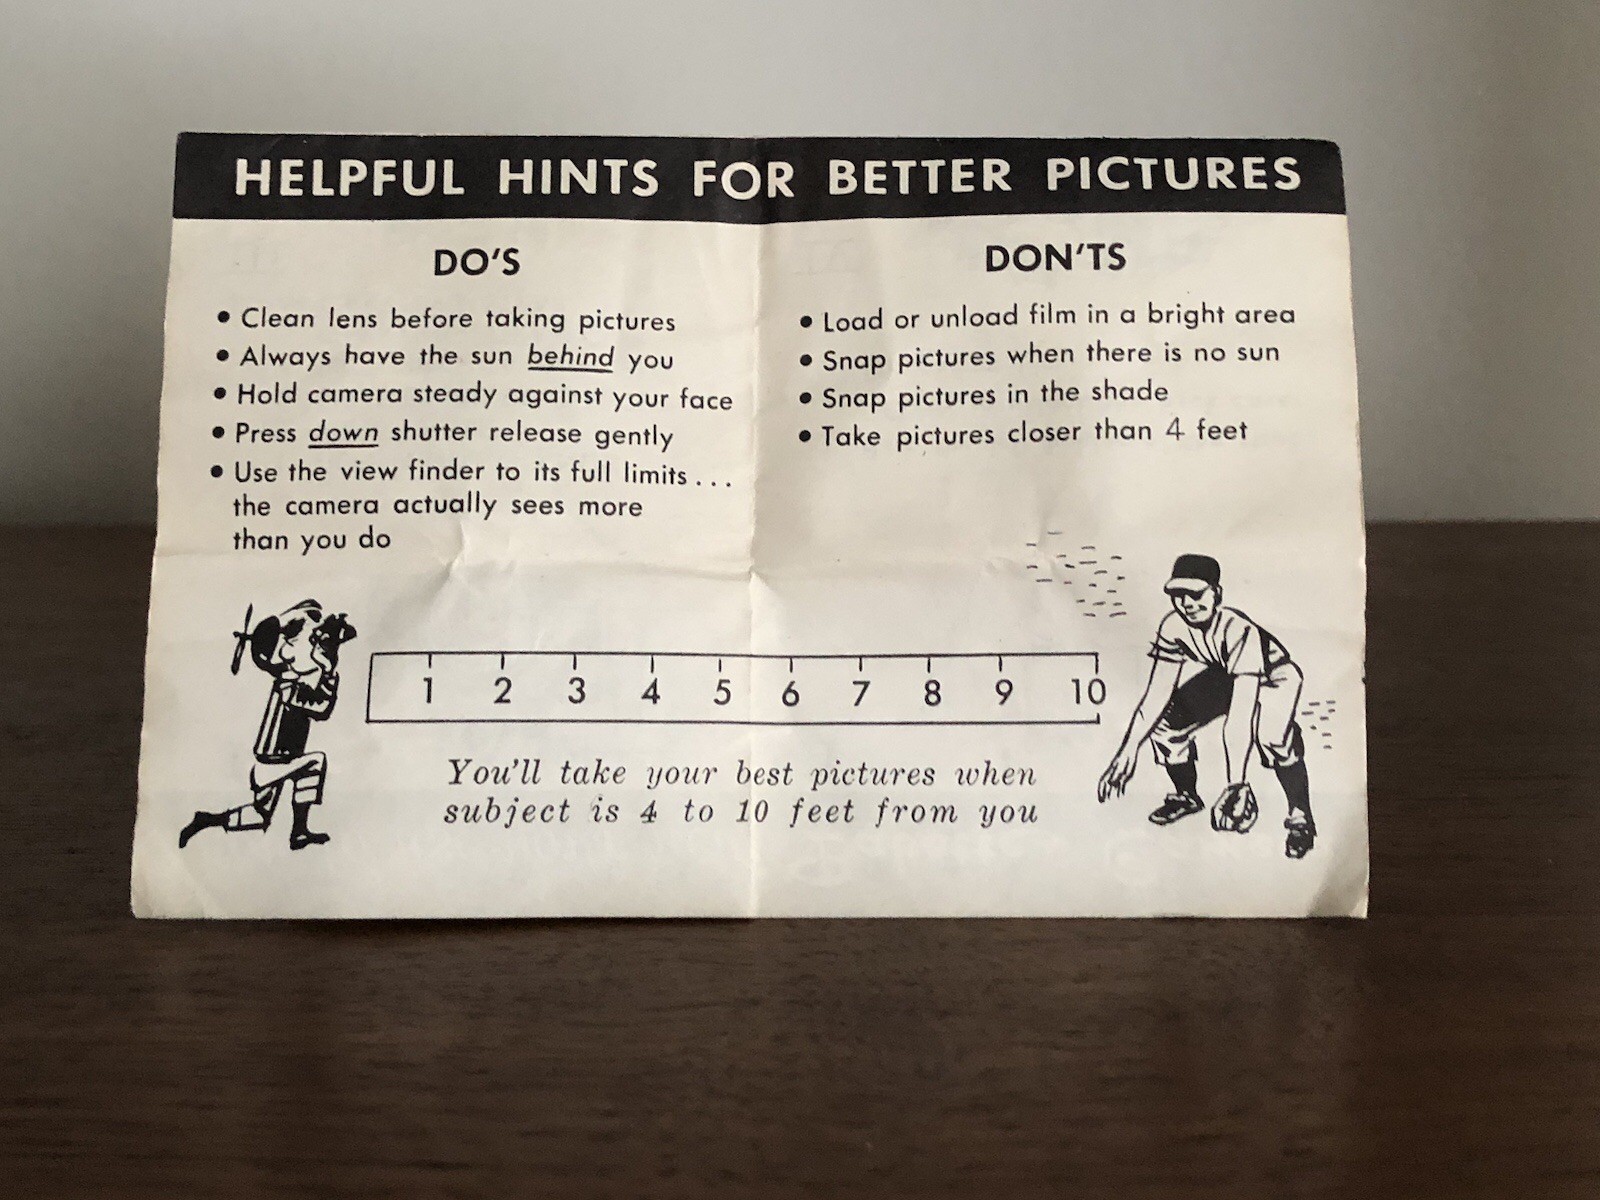 HELPFUL HINTS FOR BETTER PICTURES
DO'S
• Clean lens before taking pictures
• Always have the sun behind you
• Hold camera steady against your face
• Press down shutter release gently
• Use the view finder to its full limits...
the camera actually sees more
than you do
DON'TS
• Load or unload film in a bright area
• Snap pictures when there is no sun
• Snap pictures in the shade
• Take pictures closer than 4 feet
1 2 3 4 5 6 7 8 9 10
You'll take your best pictures when
subject is 4 to 10 feet from you